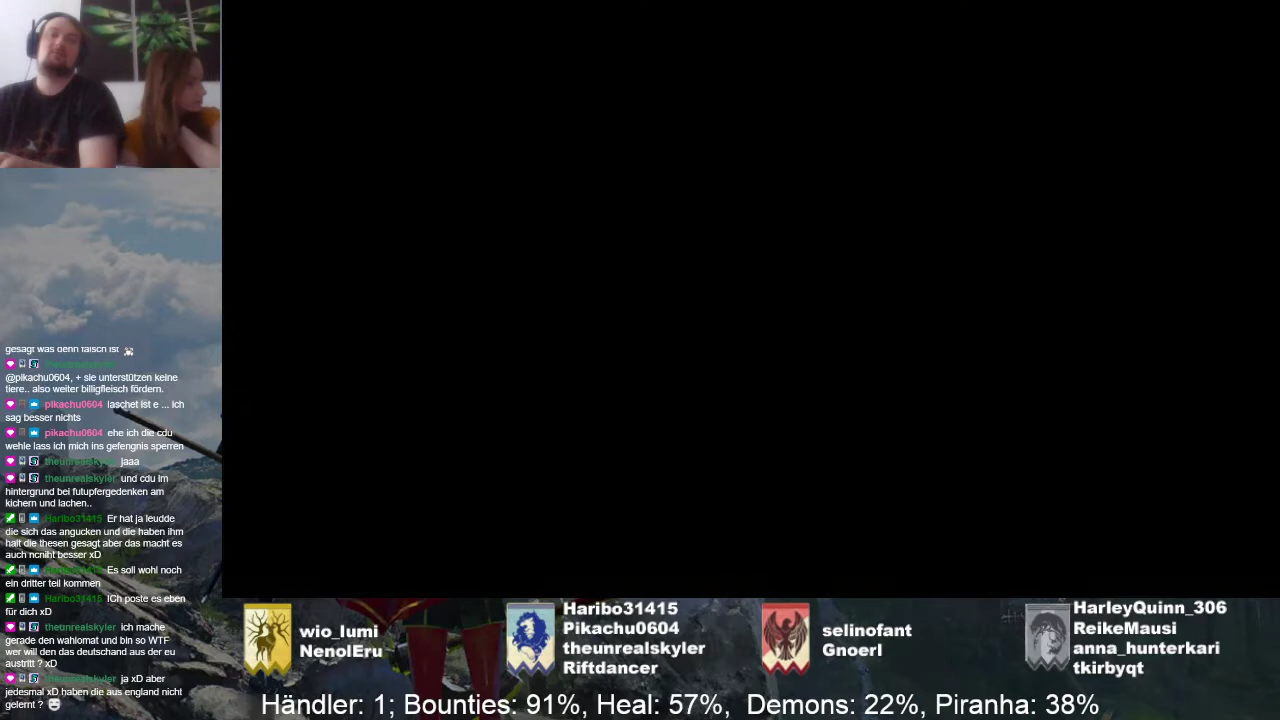 gesagt was denn falsch ist
@pikachu0604, + sie unterstützen keine
tiere.. also weiter billigfleisch fördern.
pikachu0604 laschet ist e ... ich
sag besser nichts
pikachu0604 ehe ich die cdu
wehle lass ich mich ins gefengnis sperren
theunrealskyler jaaa
theunrealskyler und cdu im
hintergrund bei futupfergedenken am
kichern und lachen..
Haribo31415 Er hat ja leudde
die sich das angucken und die haben ihm
halt die thesen gesagt aber das macht es
auch ncniht besser xD
Haribo31415 Es soll wohl noch
ein dritter teil kommen
Haribo31415 ICh poste es eben
für dich xD
theunrealskyler ich mache
gerade den wahlomat und bin so WTF
wer will den das deutschland aus der eu
austritt ? xD
theunrealskyler ja xD aber
jedesmal xD haben die aus england nicht
gelernt ?
wio_lumi
NenolEru
Haribo31415
Pikachu0604
theunrealskyler
Riftdancer
selinofant
Gnoerl
HarleyQuinn_306
ReikeMausi
anna_hunterkari
tkirbyqt
Händler: 1; Bounties: 91%, Heal: 57%, Demons: 22%, Piranha: 38%